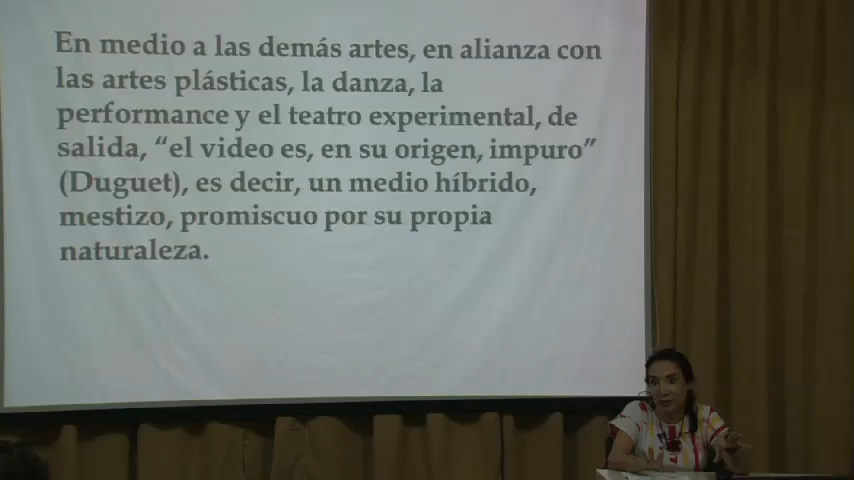 En medio a las demás artes, en alianza con
las artes plásticas, la danza, la
performance y el teatro experimental, de
salida, “el video es, en su origen, impuro”
(Duguet), es decir, un medio híbrido,
mestizo, promiscuo por su propia
naturaleza.